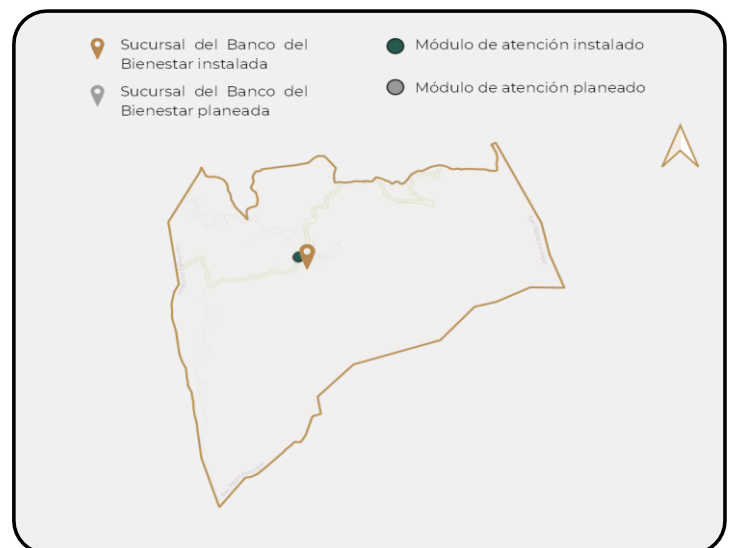 Sucursal del Banco del
Bienestar instalada
Sucursal del Banco del
Bienestar planeada
Módulo de atención instalado
Módulo de atención planeado